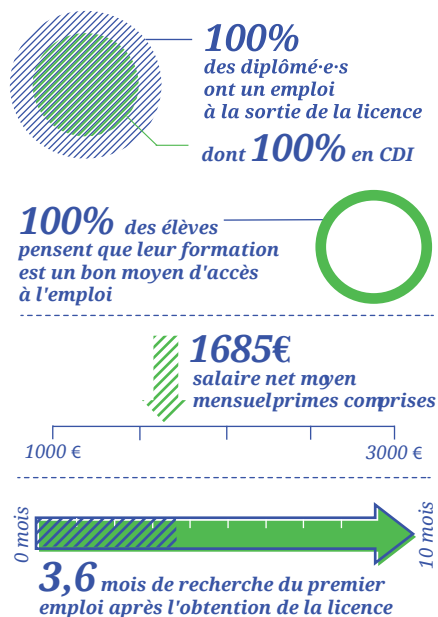 100%
des diplômé·e·s
ont un emploi
à la sortie de la licence
dont 100% en CDI
100% des élèves
pensent que leur formation
est un bon moyen d'accès
à l'emploi
1685€
salaire net moyen
mensuel primes comprises
1000 €
3000 €
0 mois
10 mois
3,6 mois de recherche du premier
emploi après l'obtention de la licence